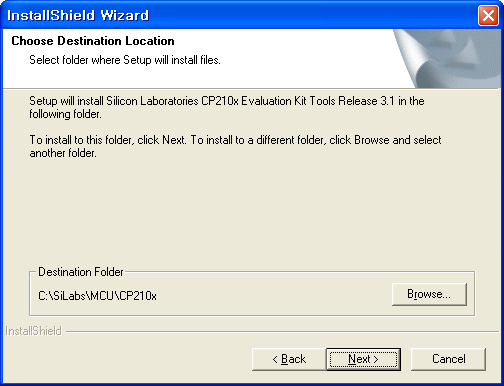 InstallShield Wizard
Choose Destination Location
Select folder where Setup will install files.
Setup will install Silicon Laboratories CP210x Evaluation Kit Tools Release 3.1 in the
following folder.
To install to this folder, click Next. To install to a different folder, click Browse and select
another folder.
Destination Folder
C:\SiLabs\MCU\CP210x
Browse...
InstallShield
< Back
Next >
Cancel